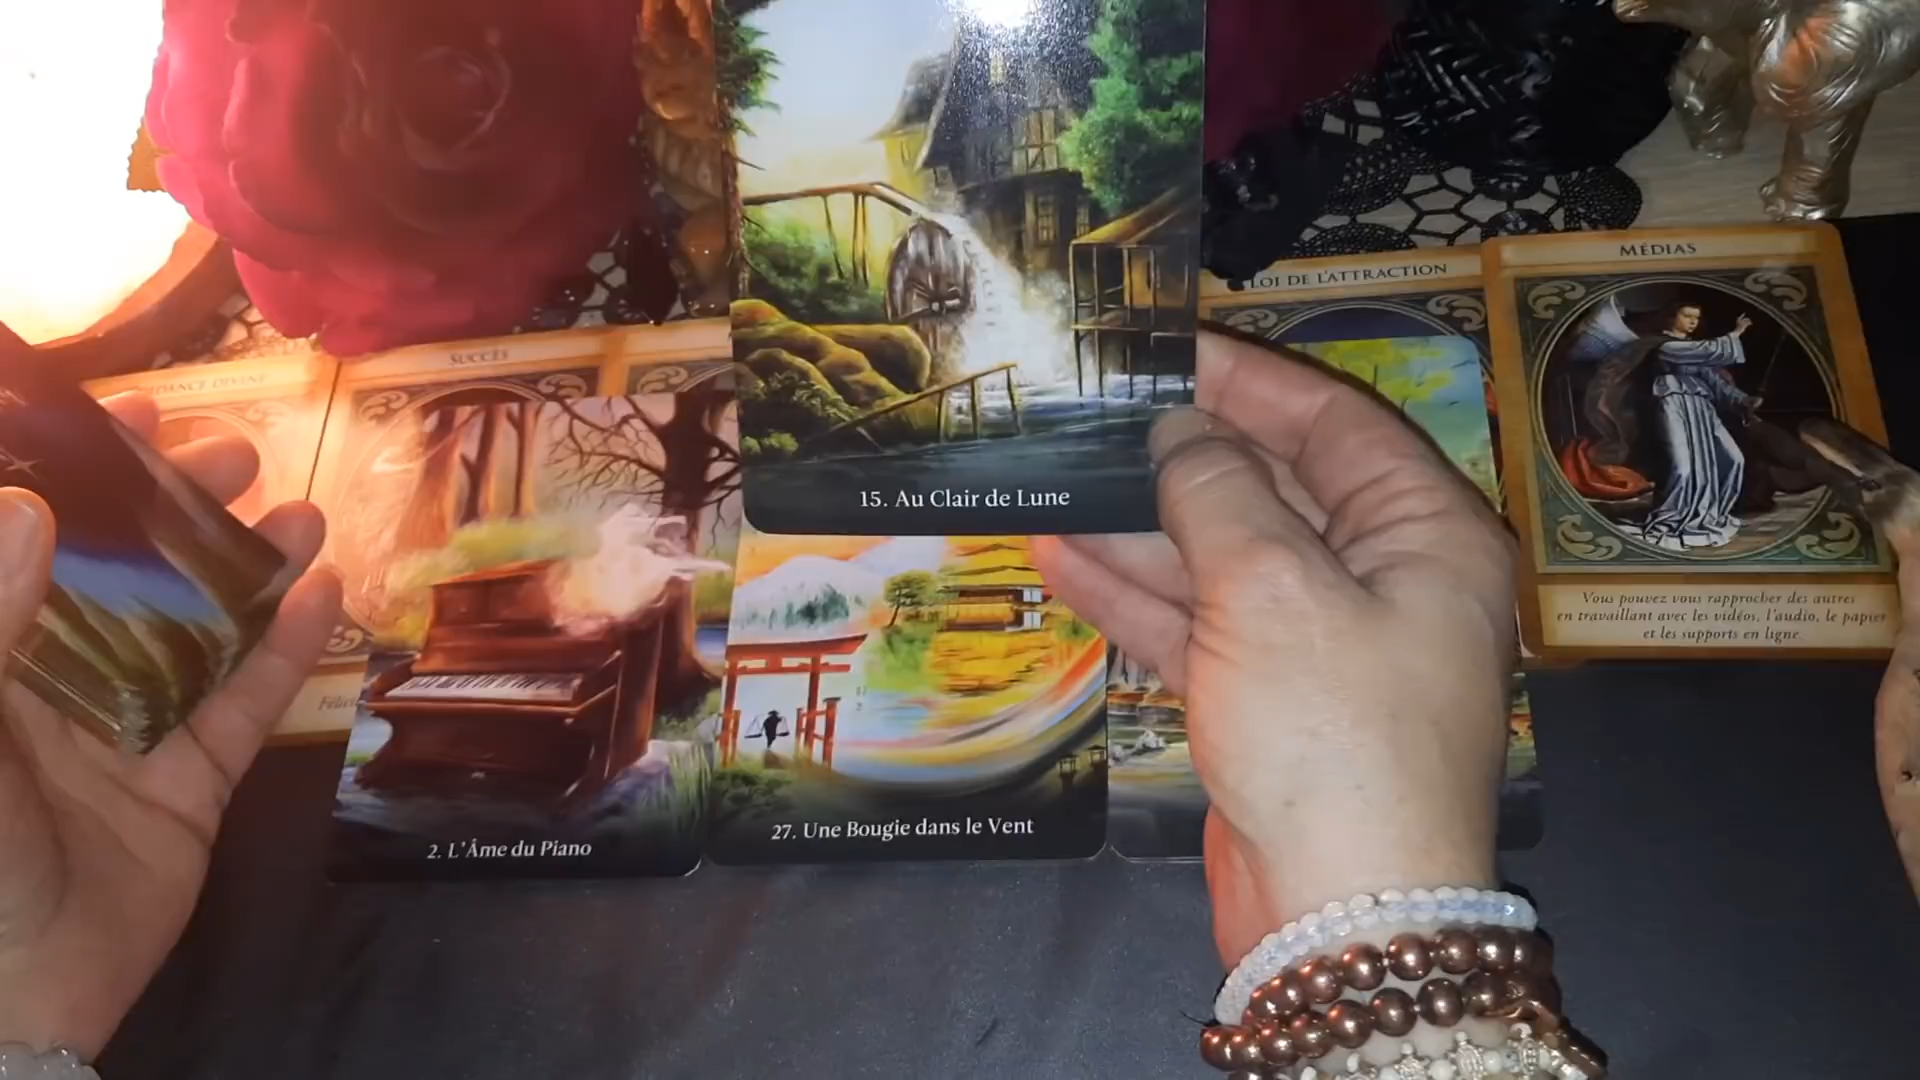 LOI DE L'ATTRACTION
MÉDIAS
SUCCÈS
DIVINE
15. Au Clair de Lune
Vous pouvez vous rapprocher des autres
en travaillant avec les vidéos, l'audio, le papier
et les supports en ligne.
2. L'Âme du Piano
27. Une Bougie dans le Vent